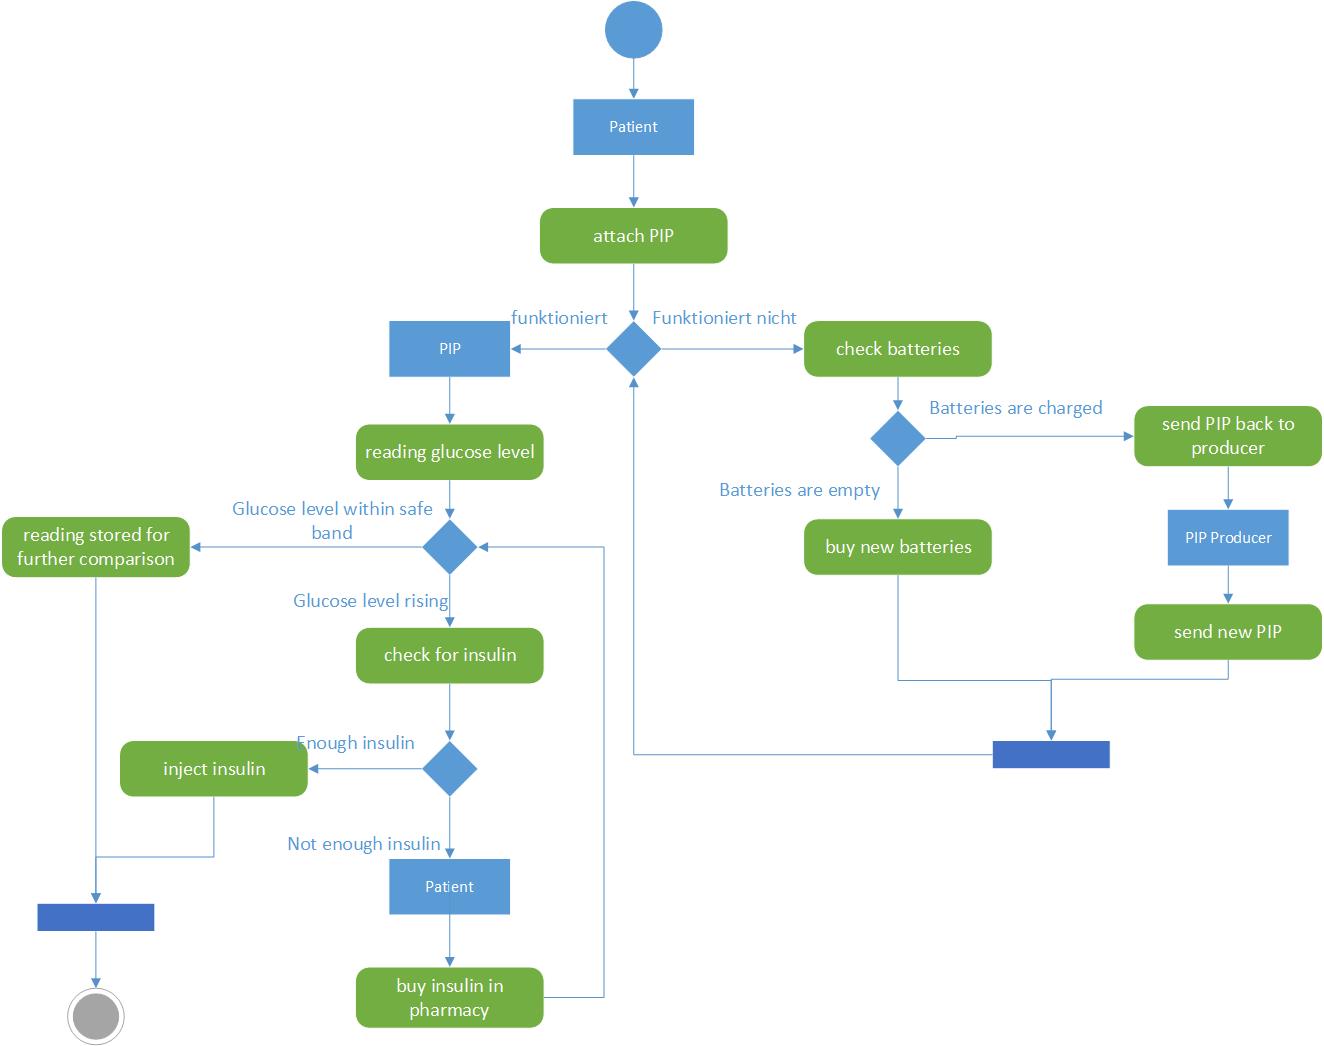 Patient
attach PIP
funktioniert
Funktioniert nicht
PIP
check batteries
Batteries are charged
send PIP back to
producer
reading glucose level
Batteries are empty
Glucose level within safe
band
reading stored for
further comparison
buy new batteries
PIP Producer
Glucose level rising
send new PIP
check for insulin
Enough insulin
inject insulin
Not enough insulin
Patient
buy insulin in
pharmacy